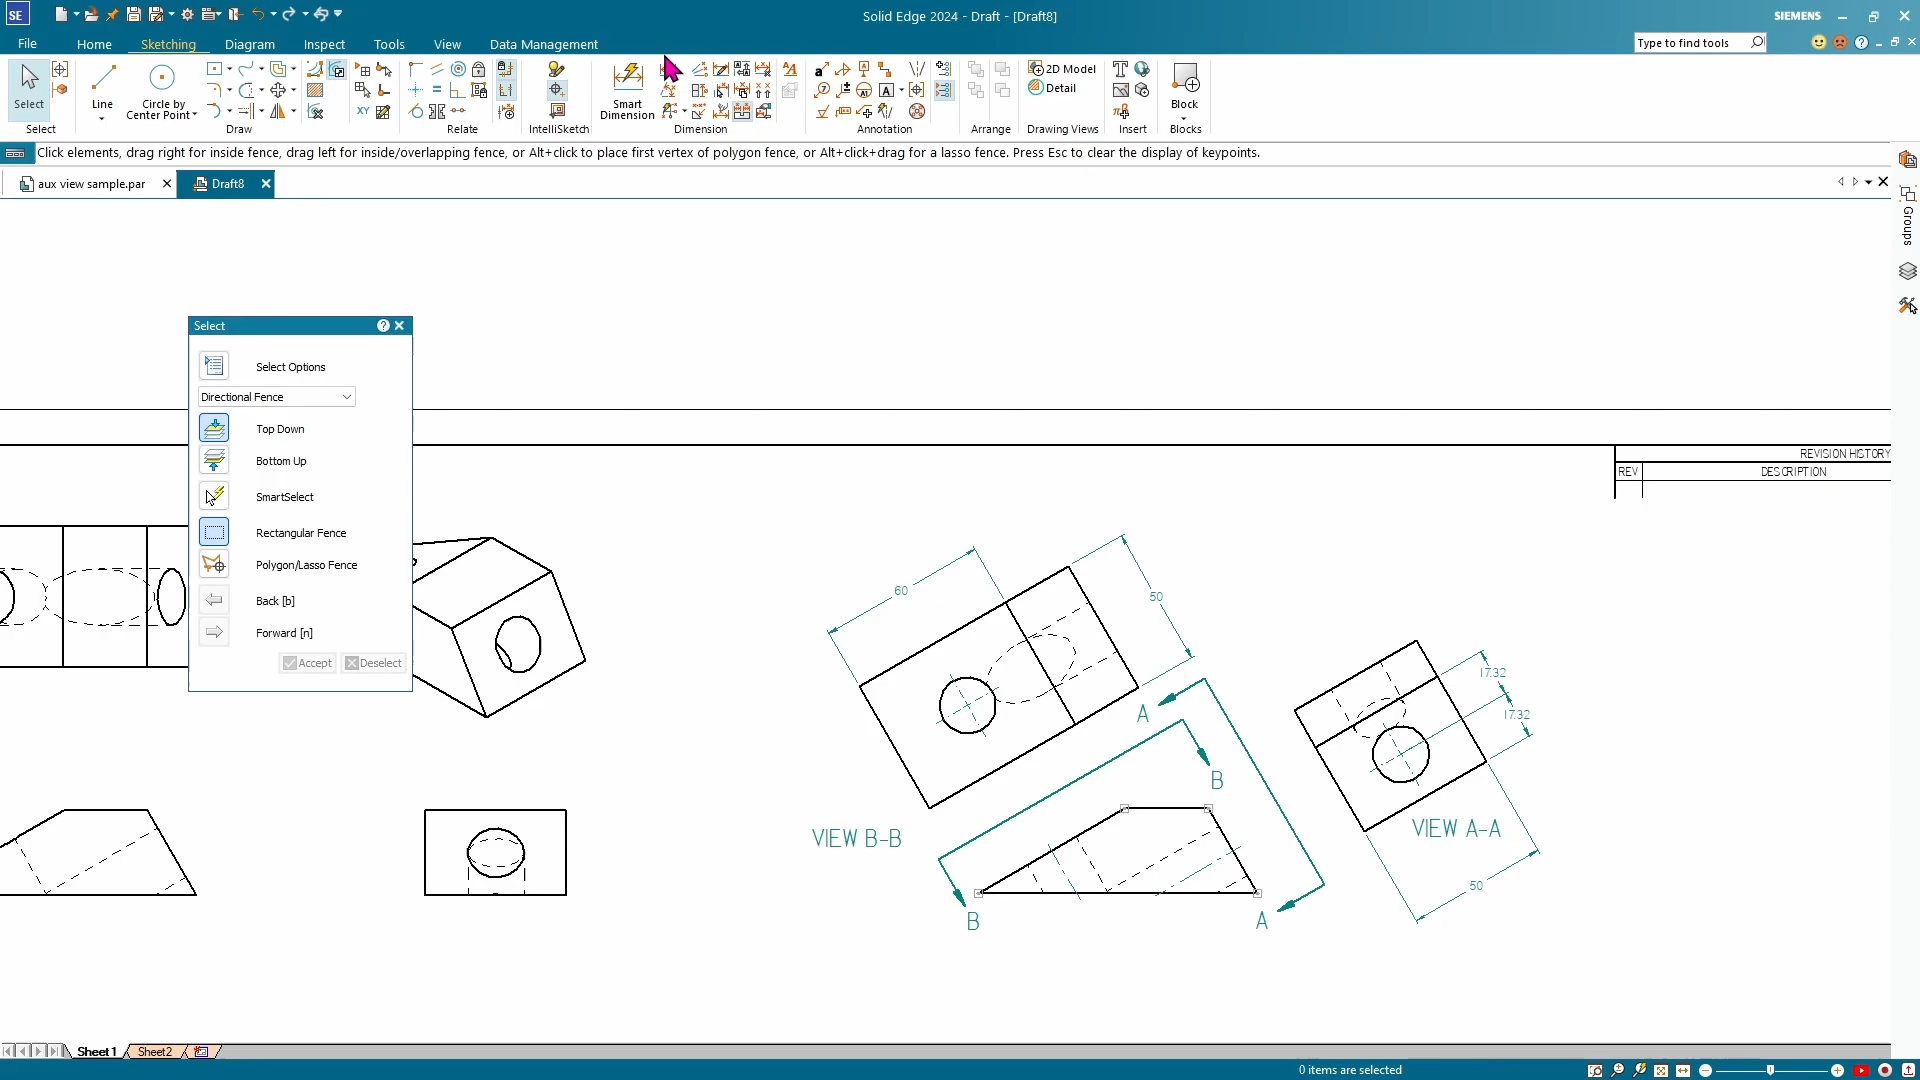 SE
Solid Edge 2024 - Draft - [Draft8]
SIEMENS
File
Home
Sketching
Diagram
Inspect
Tools
View
Data Management
Type to find tools
Select
Line
Circle by
Center Point
XY
Smart
Dimension
A
2D Model
Detail
Block
Select
Draw
Relate
IntelliSketch
Dimension
Annotation
Arrange
Drawing Views
Insert
Blocks
Click elements, drag right for inside fence, drag left for inside/overlapping fence, or Alt+click to place first vertex of polygon fence, or Alt+click+drag for a lasso fence. Press Esc to clear the display of keypoints.
aux view sample.par
Draft8
Groups
Select
Select Options
Directional Fence
Top Down
Bottom Up
SmartSelect
Rectangular Fence
Polygon/Lasso Fence
Back [b]
Forward [n]
Accept
Deselect
REVISION HISTORY
REV
DESCRIPTION
60
50
17.32
17.32
A
B
VIEW B-B
VIEW A-A
50
B
A
Sheet1
Sheet2
0 items are selected